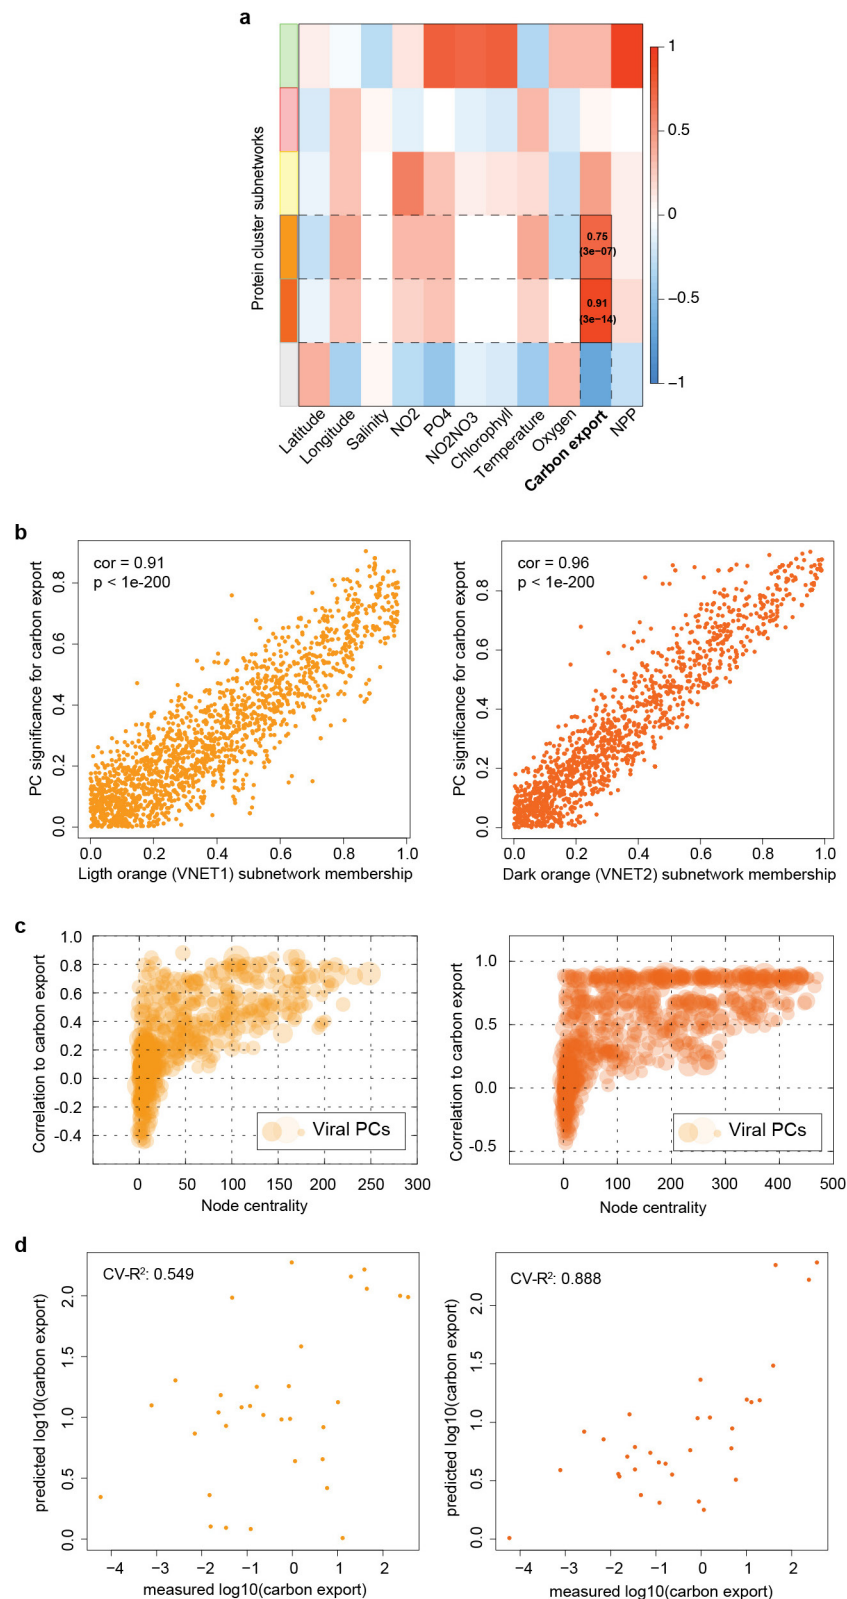 a
Protein cluster subnetworks
0.75
(3e−07)
0.91
(3e−14)
1
0.5
0
−0.5
−1
Latitude
Longitude
Salinity
NO2
PO4
NO2NO3
Chlorophyll
Temperature
Oxygen
Carbon export
NPP
b
cor = 0.91
p < 1e-200
PC significance for carbon export
0.8
0.6
0.4
0.2
0.0
0.0 0.2 0.4 0.6 0.8 1.0
Ligth orange (VNET1) subnetwork membership
cor = 0.96
p < 1e-200
PC significance for carbon export
0.8
0.6
0.4
0.2
0.0
0.0 0.2 0.4 0.6 0.8 1.0
Dark orange (VNET2) subnetwork membership
c
Correlation to carbon export
1.0
0.8
0.6
0.4
0.2
0.0
-0.2
-0.4
Viral PCs
0 50 100 150 200 250 300
Node centrality
Correlation to carbon export
1.0
0.5
0.0
-0.5
Viral PCs
0 100 200 300 400 500
Node centrality
d
CV-R²: 0.549
predicted log10(carbon export)
2.0
1.5
1.0
0.5
0.0
−4 −3 −2 −1 0 1 2
measured log10(carbon export)
CV-R²: 0.888
predicted log10(carbon export)
2.0
1.5
1.0
0.5
0.0
−4 −3 −2 −1 0 1 2
measured log10(carbon export)